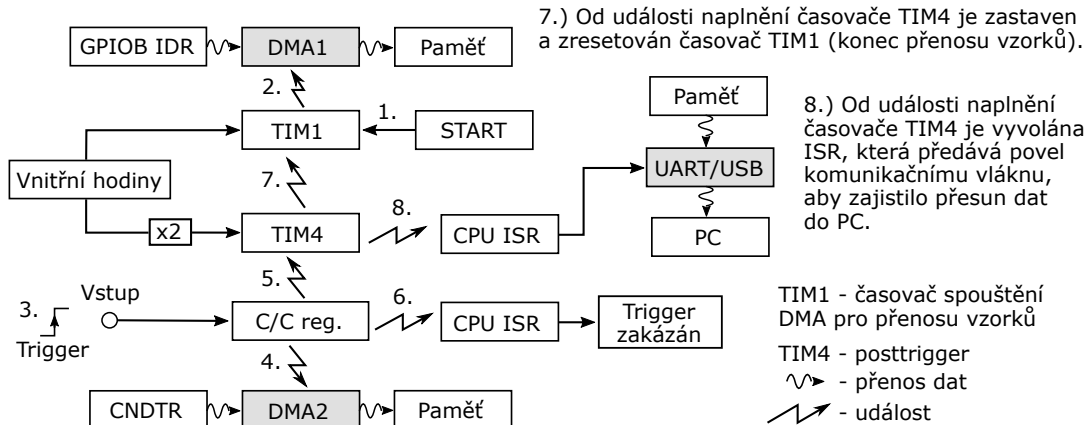 7.) Od události naplnění časovače TIM4 je zastaven
a zresetován časovač TIM1 (konec přenosu vzorků).
GPIOB IDR
DMA1
Paměť
2.
1.
TIM1
START
Vnitřní hodiny
7.
x2
TIM4
8.
CPU ISR
Paměť
UART/USB
PC
8.) Od události naplnění
časovače TIM4 je vyvolána
ISR, která předává povel
komunikačnímu vláknu,
aby zajistilo přesun dat
do PC.
5.
3.
Vstup
Trigger
C/C reg.
6.
CPU ISR
Trigger
zakázán
4.
CNDTR
DMA2
Paměť
TIM1 - časovač spouštění
DMA pro přenosu vzorků
TIM4 - posttrigger
- přenos dat
- událost